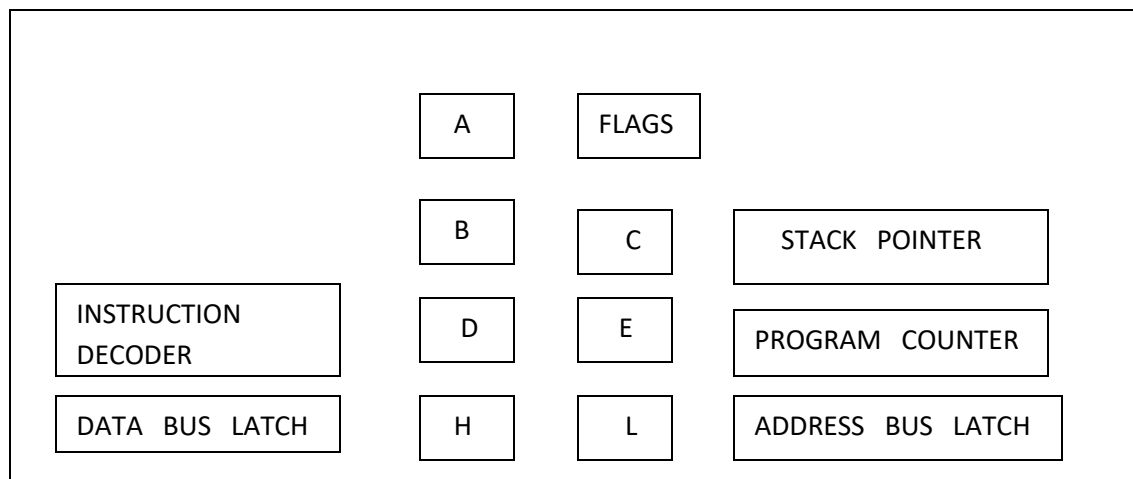 A
FLAGS
B
C
STACK POINTER
INSTRUCTION
DECODER
D
E
PROGRAM COUNTER
DATA BUS LATCH
H
L
ADDRESS BUS LATCH